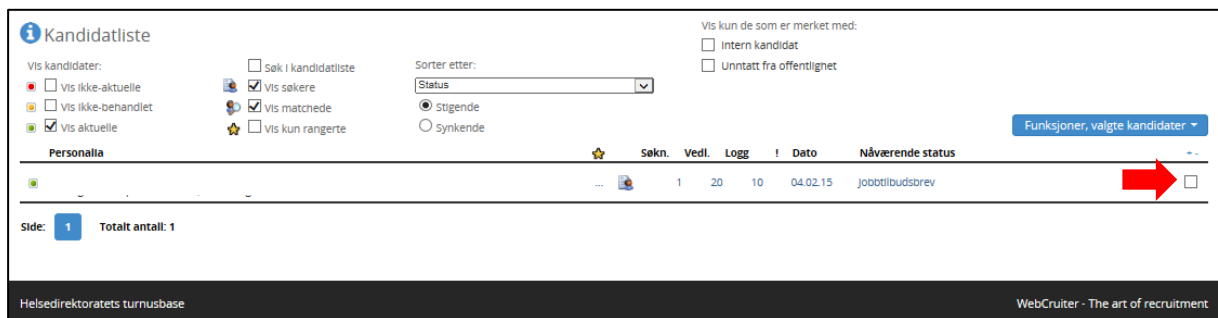 Kandidatliste
Vis kun de som er merket med:
Intern kandidat
Unntatt fra offentlighet
Vis kandidater:
Vis ikke-aktuelle
Vis ikke-behandlet
Vis aktuelle
Søk i kandidatliste
Vis søkere
Vis matchede
Vis kun rangerte
Sorter etter:
Status
Stigende
Synkende
Funksjoner, valgte kandidater
Personalia Søkn. Vedl. Logg ! Dato Nåværende status + -
... 1 20 10 04.02.15 Jobbtilbudsbrev
Side: 1 Totalt antall: 1
Helsedirektoratets turnusbase WebCruiter - The art of recruitment